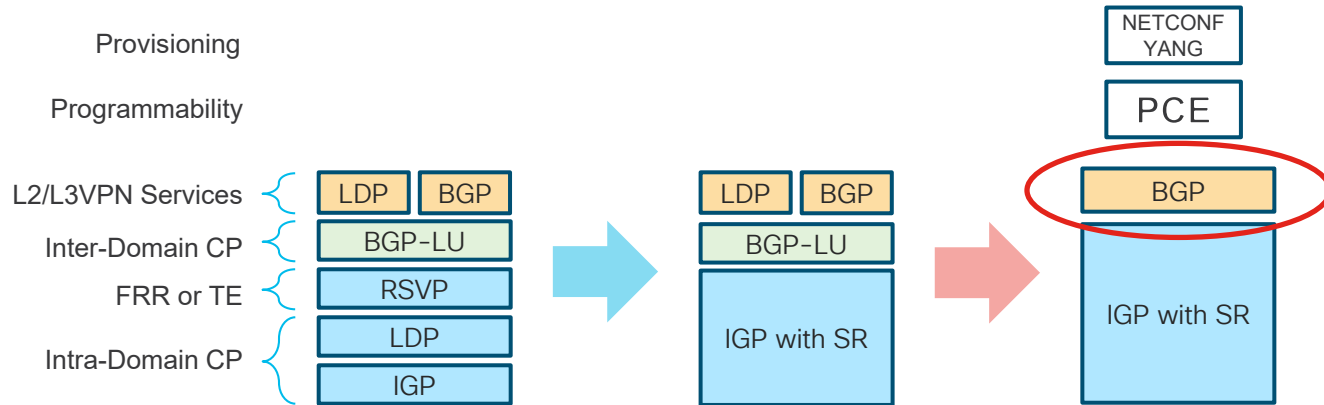 Provisioning
NETCONF
YANG
Programmability
PCE
L2/L3VPN Services
LDP
BGP
LDP
BGP
BGP
Inter-Domain CP
BGP-LU
BGP-LU
FRR or TE
RSVP
IGP with SR
IGP with SR
LDP
Intra-Domain CP
IGP